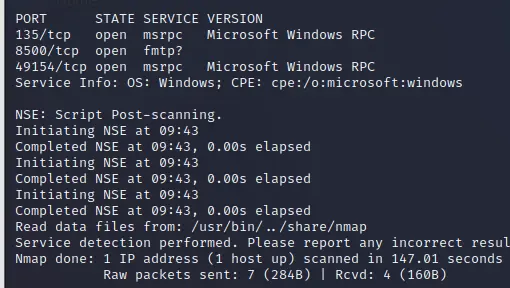 PORT      STATE SERVICE VERSION
135/tcp   open  msrpc   Microsoft Windows RPC
8500/tcp  open  fmtp?
49154/tcp open  msrpc   Microsoft Windows RPC
Service Info: OS: Windows; CPE: cpe:/o:microsoft:windows

NSE: Script Post-scanning.
Initiating NSE at 09:43
Completed NSE at 09:43, 0.00s elapsed
Initiating NSE at 09:43
Completed NSE at 09:43, 0.00s elapsed
Initiating NSE at 09:43
Completed NSE at 09:43, 0.00s elapsed
Read data files from: /usr/bin/../share/nmap
Service detection performed. Please report any incorrect resul
Nmap done: 1 IP address (1 host up) scanned in 147.01 seconds
           Raw packets sent: 7 (284B) | Rcvd: 4 (160B)